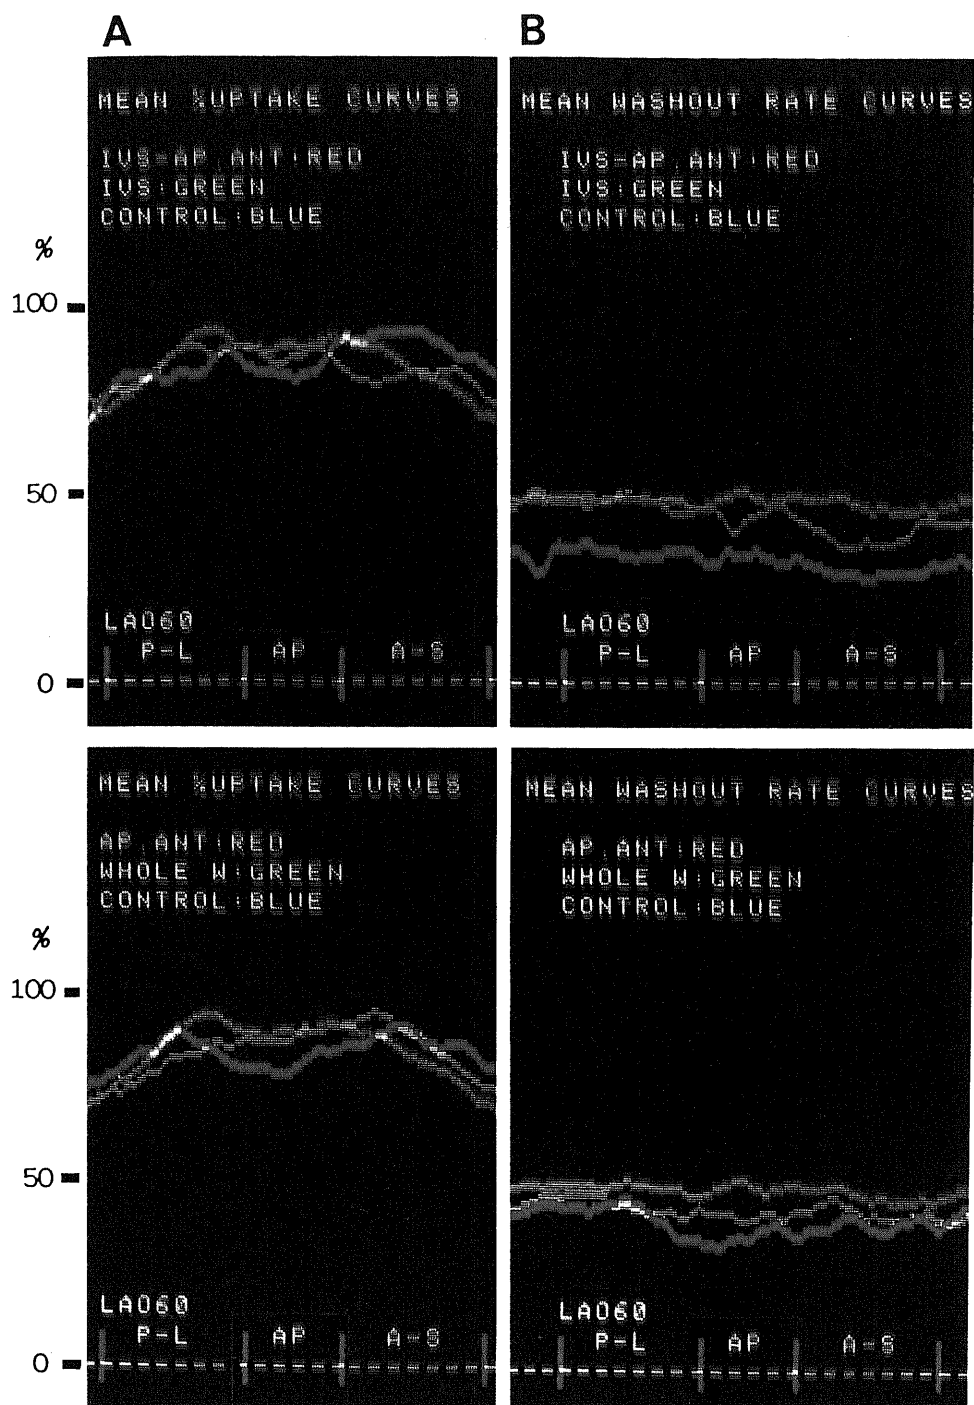 A
MEAN %UPTAKE CURVES
IVS-AP.ANT:RED
IVS:GREEN
CONTROL:BLUE
%
100
50
0
LAO60
P-L AP A-S
B
MEAN WASHOUT RATE CURVES
IVS-AP.ANT:RED
IVS:GREEN
CONTROL:BLUE
LAO60
P-L AP A-S
MEAN %UPTAKE CURVES
AP.ANT:RED
WHOLE W:GREEN
CONTROL:BLUE
%
100
50
0
LAO60
P-L AP A-S
MEAN WASHOUT RATE CURVES
AP.ANT:RED
WHOLE W:GREEN
CONTROL:BLUE
LAO60
P-L AP A-S